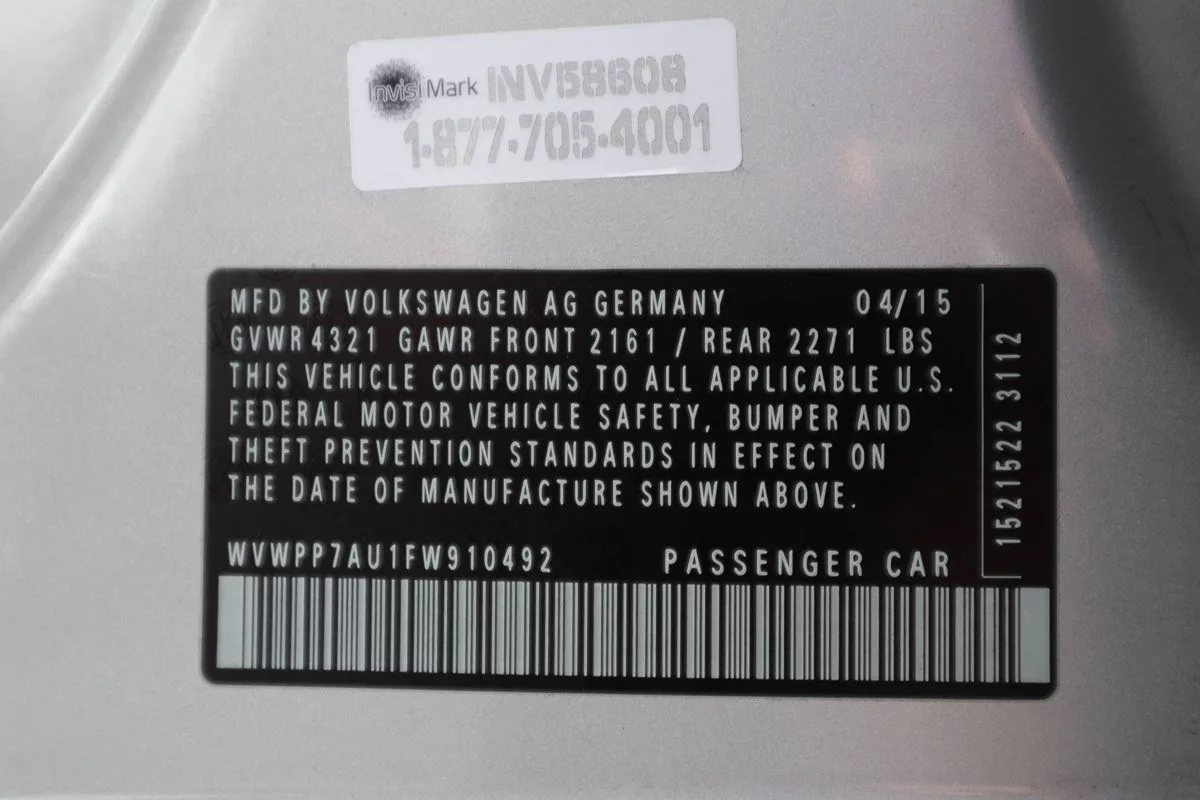 InvisiMark INV58608
1-877-705-4001
MFD BY VOLKSWAGEN AG GERMANY 04/15
GVWR 4321 GAWR FRONT 2161 / REAR 2271 LBS
THIS VEHICLE CONFORMS TO ALL APPLICABLE U.S.
FEDERAL MOTOR VEHICLE SAFETY, BUMPER AND
THEFT PREVENTION STANDARDS IN EFFECT ON
THE DATE OF MANUFACTURE SHOWN ABOVE.
WVWPP7AU1FW910492 PASSENGER CAR
1521522 3112